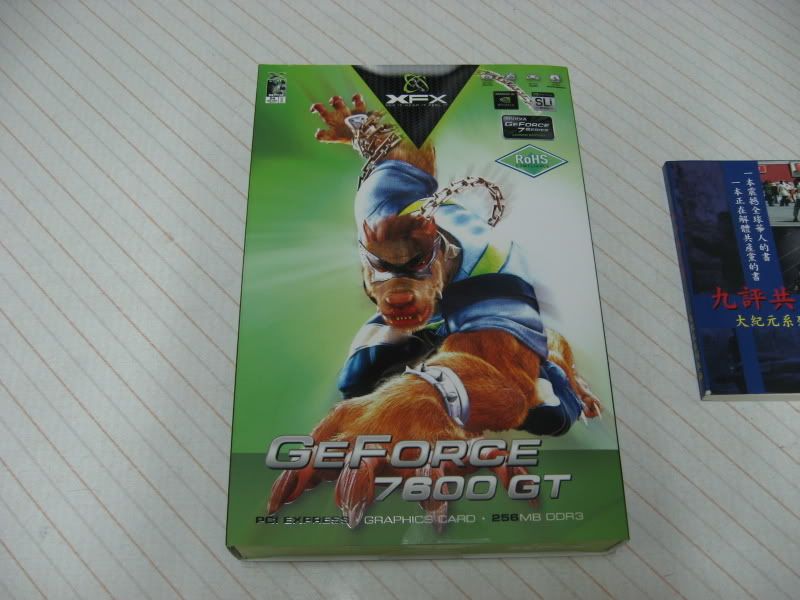 XFX
SLI
GEFORCE
7 SERIES
RoHS
GEFORCE
7600 GT
PCI EXPRESS · GRAPHICS CARD · 256MB DDR3
一本震撼全球華人的書
一本正在解體共產黨的書
九評共
大紀元系